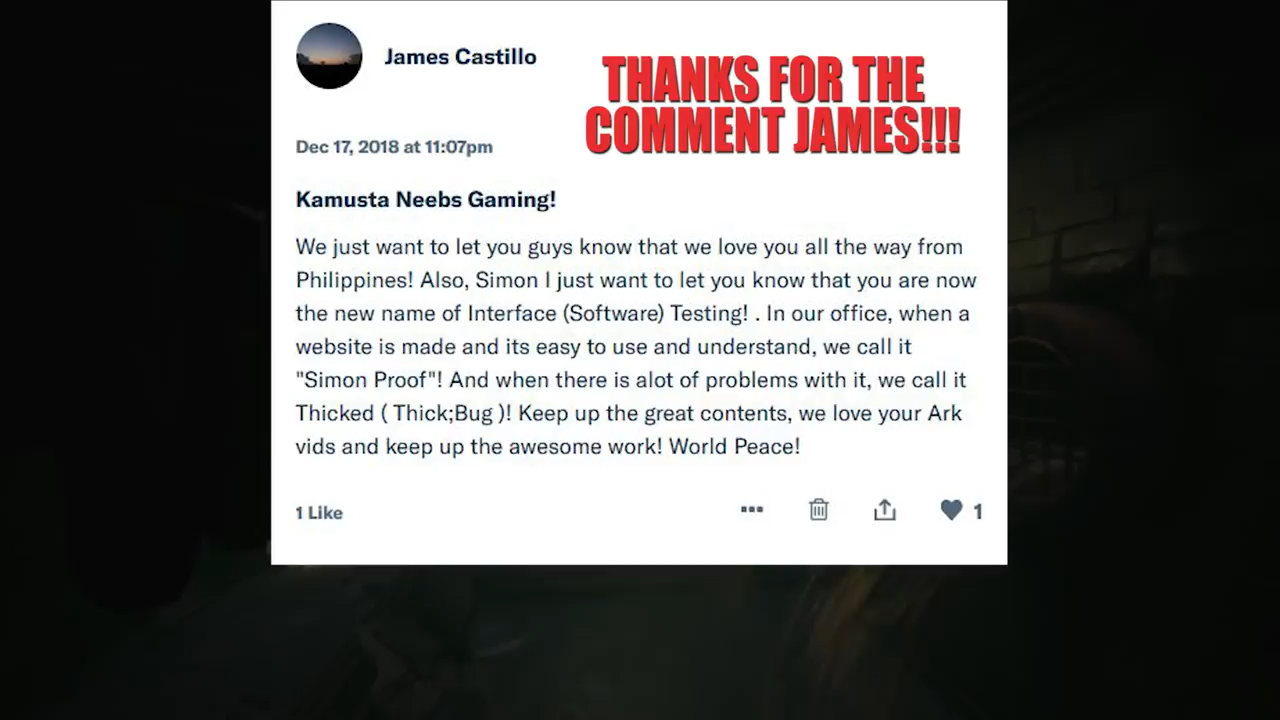 James Castillo
THANKS FOR THE
COMMENT JAMES!!!
Dec 17, 2018 at 11:07pm
Kamusta Neebs Gaming!
We just want to let you guys know that we love you all the way from
Philippines! Also, Simon I just want to let you know that you are now
the new name of Interface (Software) Testing! . In our office, when a
website is made and its easy to use and understand, we call it
"Simon Proof"! And when there is alot of problems with it, we call it
Thicked ( Thick;Bug )! Keep up the great contents, we love your Ark
vids and keep up the awesome work! World Peace!
1 Like
1